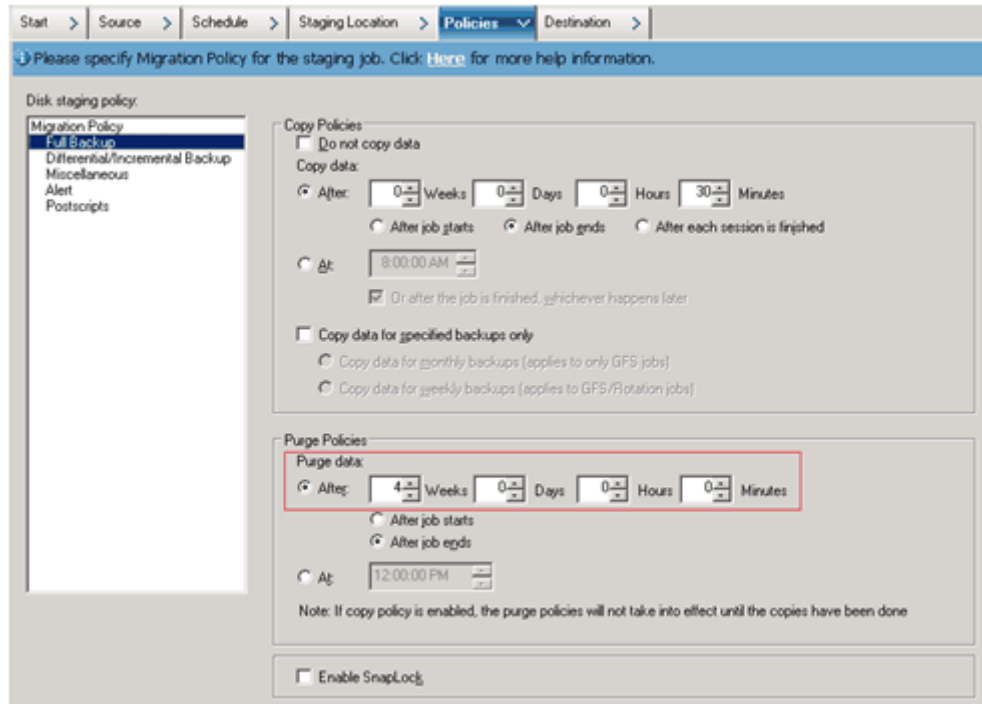 Start > Source > Schedule > Staging Location > Policies Destination >
Please specify Migration Policy for the staging job. Click Here for more help information.
Disk staging policy:
Migration Policy
Full Backup
Differential/Incremental Backup
Miscellaneous
Alert
Postscripts
Copy Policies
Do not copy data
Copy data:
After: 0 Weeks 0 Days 0 Hours 30 Minutes
After job starts After job ends After each session is finished
At: 8:00:00 AM
Or after the job is finished, whichever happens later
Copy data for specified backups only
Copy data for monthly backups (applies to only GFS jobs)
Copy data for weekly backups (applies to GFS/Rotation jobs)
Purge Policies
Purge data:
After: 4 Weeks 0 Days 0 Hours 0 Minutes
After job starts
After job ends
At: 12:00:00 PM
Note: If copy policy is enabled, the purge policies will not take into effect until the copies have been done
Enable SnapLock